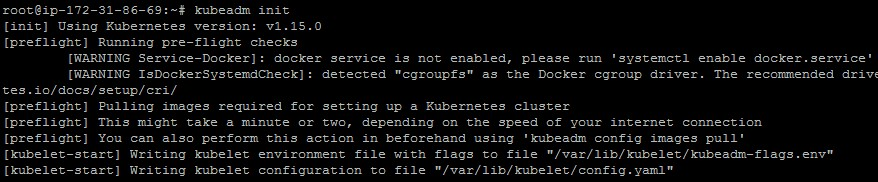 root@ip-172-31-86-69:~# kubeadm init
[init] Using Kubernetes version: v1.15.0
[preflight] Running pre-flight checks
[WARNING Service-Docker]: docker service is not enabled, please run 'systemctl enable docker.service'
[WARNING IsDockerSystemdCheck]: detected "cgroupfs" as the Docker cgroup driver. The recommended drive
tes.io/docs/setup/cri/
[preflight] Pulling images required for setting up a Kubernetes cluster
[preflight] This might take a minute or two, depending on the speed of your internet connection
[preflight] You can also perform this action in beforehand using 'kubeadm config images pull'
[kubelet-start] Writing kubelet environment file with flags to file "/var/lib/kubelet/kubeadm-flags.env"
[kubelet-start] Writing kubelet configuration to file "/var/lib/kubelet/config.yaml"